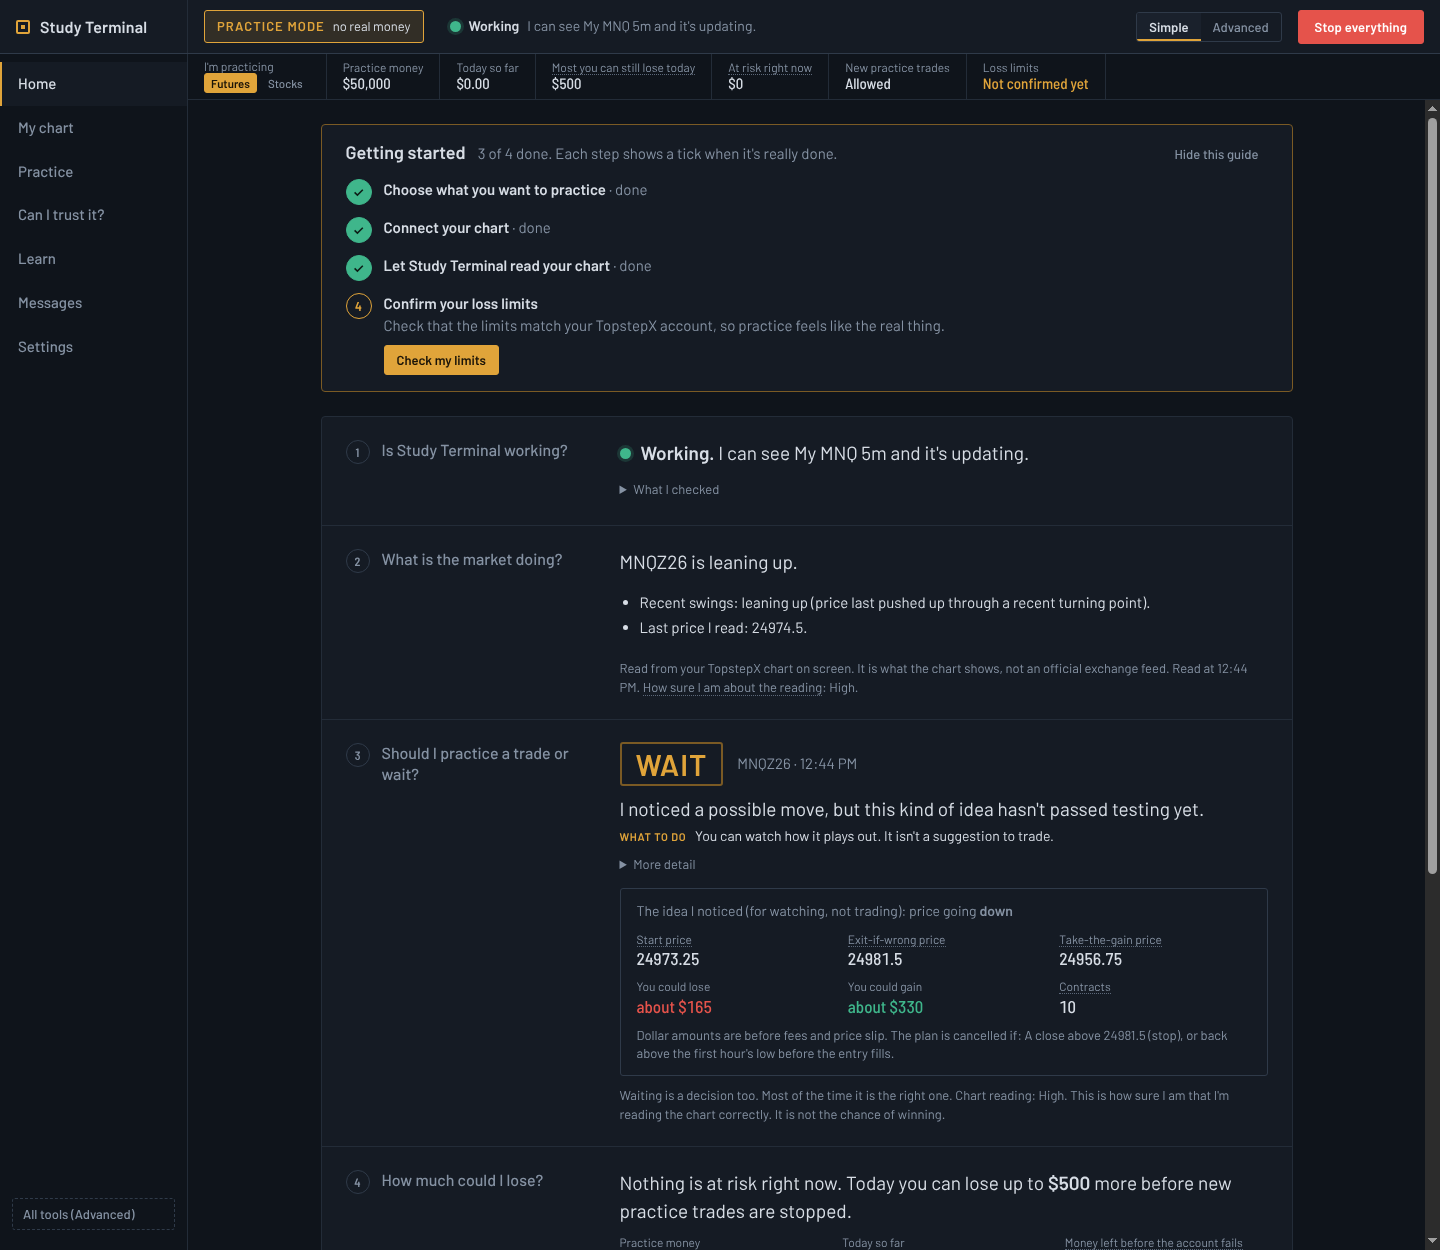 Study Terminal
PRACTICE MODE no real money
Working I can see My MNQ 5m and it's updating.
Simple
Advanced
Stop everything
I'm practicing
Futures Stocks
Practice money
$50,000
Today so far
$0.00
Most you can still lose today
$500
At risk right now
$0
New practice trades
Allowed
Loss limits
Not confirmed yet
Home
My chart
Practice
Can I trust it?
Learn
Messages
Settings
All tools (Advanced)
Getting started 3 of 4 done. Each step shows a tick when it's really done.
Hide this guide
Choose what you want to practice · done
Connect your chart · done
Let Study Terminal read your chart · done
4 Confirm your loss limits
Check that the limits match your TopstepX account, so practice feels like the real thing.
Check my limits
1 Is Study Terminal working?
Working. I can see My MNQ 5m and it's updating.
What I checked
2 What is the market doing?
MNQZ26 is leaning up.
• Recent swings: leaning up (price last pushed up through a recent turning point).
• Last price I read: 24974.5.
Read from your TopstepX chart on screen. It is what the chart shows, not an official exchange feed. Read at 12:44
PM. How sure I am about the reading: High.
3 Should I practice a trade or
wait?
WAIT MNQZ26 · 12:44 PM
I noticed a possible move, but this kind of idea hasn't passed testing yet.
WHAT TO DO You can watch how it plays out. It isn't a suggestion to trade.
More detail
The idea I noticed (for watching, not trading): price going down
Start price
24973.25
Exit-if-wrong price
24981.5
Take-the-gain price
24956.75
You could lose
about $165
You could gain
about $330
Contracts
10
Dollar amounts are before fees and price slip. The plan is cancelled if: A close above 24981.5 (stop), or back
above the first hour's low before the entry fills.
Waiting is a decision too. Most of the time it is the right one. Chart reading: High. This is how sure I am that I'm
reading the chart correctly. It is not the chance of winning.
4 How much could I lose?
Nothing is at risk right now. Today you can lose up to $500 more before new
practice trades are stopped.
Practice money
Today so far
Money left before the account fails